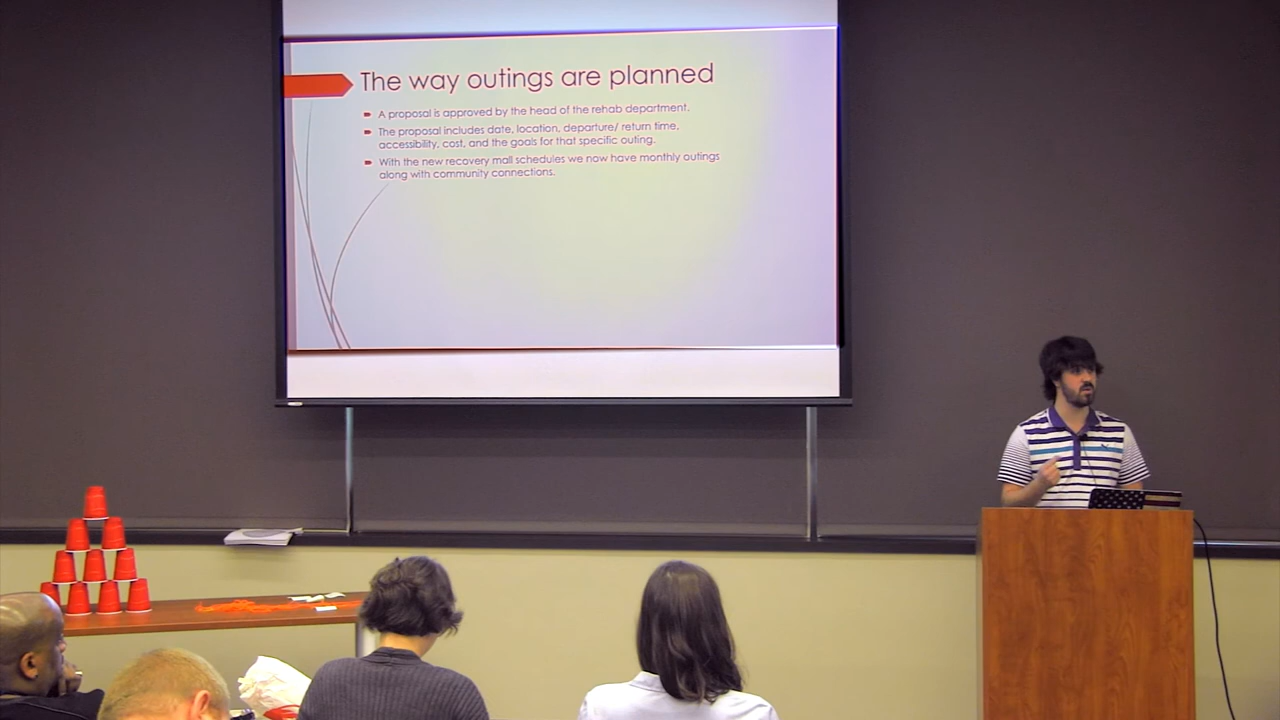 The way outings are planned
A proposal is approved by the head of the rehab department.
The proposal includes date, location, departure/ return time,
accessibility, cost, and the goals for that specific outing.
With the new recovery mall schedules we now have monthly outings
along with community connections.